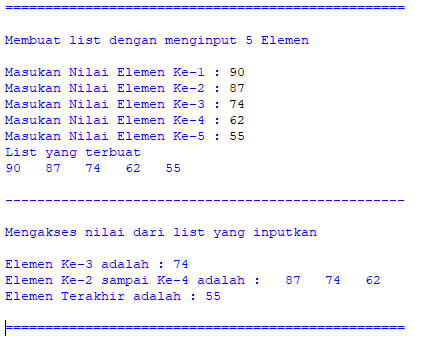 ==================================================
Membuat list dengan menginput 5 Elemen
Masukan Nilai Elemen Ke-1 : 90
Masukan Nilai Elemen Ke-2 : 87
Masukan Nilai Elemen Ke-3 : 74
Masukan Nilai Elemen Ke-4 : 62
Masukan Nilai Elemen Ke-5 : 55
List yang terbuat
90   87   74   62   55
--------------------------------------------------
Mengakses nilai dari list yang inputkan
Elemen Ke-3 adalah : 74
Elemen Ke-2 sampai Ke-4 adalah :   87   74   62
Elemen Terakhir adalah : 55
==================================================